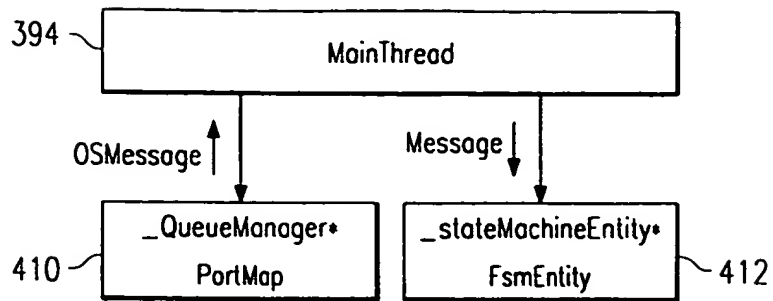 394
MainThread
OSMessage
Message
_QueueManager*
PortMap
_stateMachineEntity*
FsmEntity
410
412